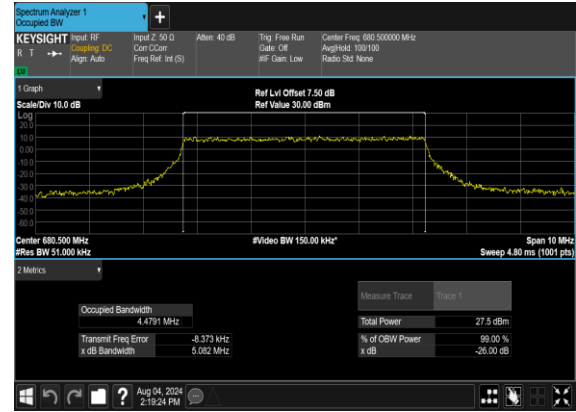 Spectrum Analyzer 1
Occupied BW
+
KEYSIGHT Input: RF Input Z: 50 Ω Atten: 40 dB Trig: Free Run Center Freq: 680.500000 MHz
R T Coupling: DC Corr CCorr Gate: Off Avg|Hold: 100/100
Align: Auto Freq Ref: Int (S) #IF Gain: Low Radio Std: None
LU
1 Graph
Ref Lvl Offset 7.50 dB
Scale/Div 10.0 dB Ref Value 30.00 dBm
Log
20.0
10.0
0.00
-10.0
-20.0
-30.0
-40.0
-50.0
-60.0
Center 680.500 MHz #Video BW 150.00 kHz* Span 10 MHz
#Res BW 51.000 kHz Sweep 4.80 ms (1001 pts)
2 Metrics
Measure Trace Trace 1
Occupied Bandwidth
4.4791 MHz Total Power 27.5 dBm
Transmit Freq Error -8.373 kHz % of OBW Power 99.00 %
x dB Bandwidth 5.082 MHz x dB -26.00 dB
? Aug 04, 2024
2:19:24 PM